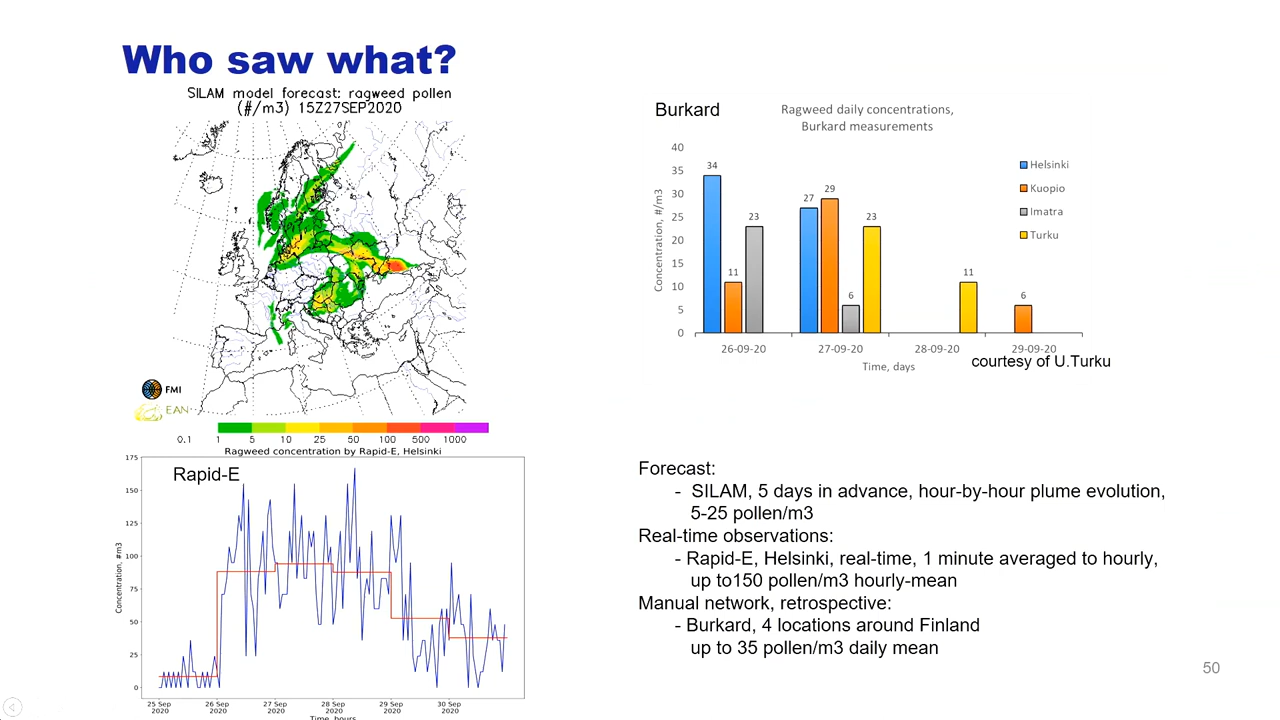 Who saw what?
SILAM model forecast: ragweed pollen
(#/m3) 15Z27SEP2020
FMI
EAN
0.1 1 5 10 25 50 100 500 1000
Ragweed concentration by Rapid-E, Helsinki
Rapid-E
Concentration, #m3
175
150
125
100
75
50
25
0
25 Sep 2020
26 Sep 2020
27 Sep 2020
28 Sep 2020
29 Sep 2020
30 Sep 2020
Time, hours
Burkard
Ragweed daily concentrations,
Burkard measurements
Concentration, #/m3
40
35
30
25
20
15
10
5
0
34
11
23
27
29
6
23
11
6
Helsinki
Kuopio
Imatra
Turku
26-09-20
27-09-20
28-09-20
29-09-20
Time, days
courtesy of U.Turku
Forecast:
- SILAM, 5 days in advance, hour-by-hour plume evolution,
5-25 pollen/m3
Real-time observations:
- Rapid-E, Helsinki, real-time, 1 minute averaged to hourly,
up to150 pollen/m3 hourly-mean
Manual network, retrospective:
- Burkard, 4 locations around Finland
up to 35 pollen/m3 daily mean
50